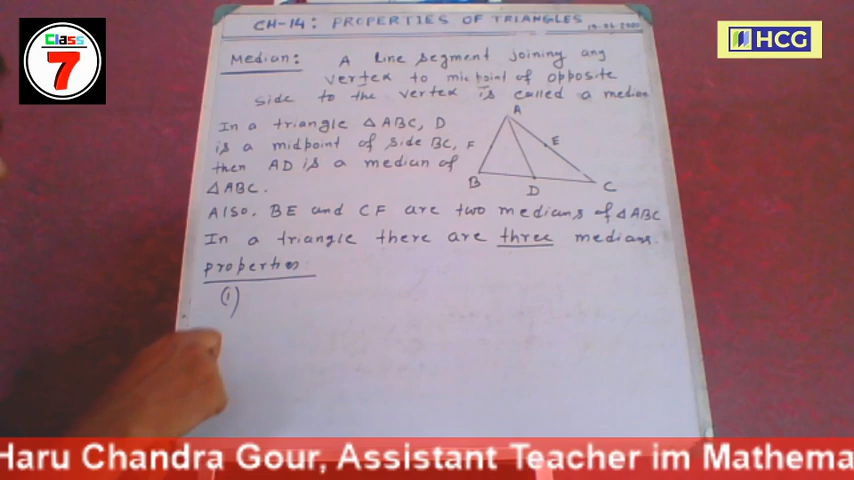 Class
7
HCG
CH-14: PROPERTIES OF TRIANGLES
Median: A Line segment joining any
vertex to midpoint of opposite
side to the vertex is called a median
In a triangle △ABC, D
is a midpoint of side BC,
then AD is a median of
△ABC.
A
E
F
B
D
C
Also, BE and CF are two medians of △ABC
In a triangle there are three medians.
properties
(1)
Haru Chandra Gour, Assistant Teacher im Mathema